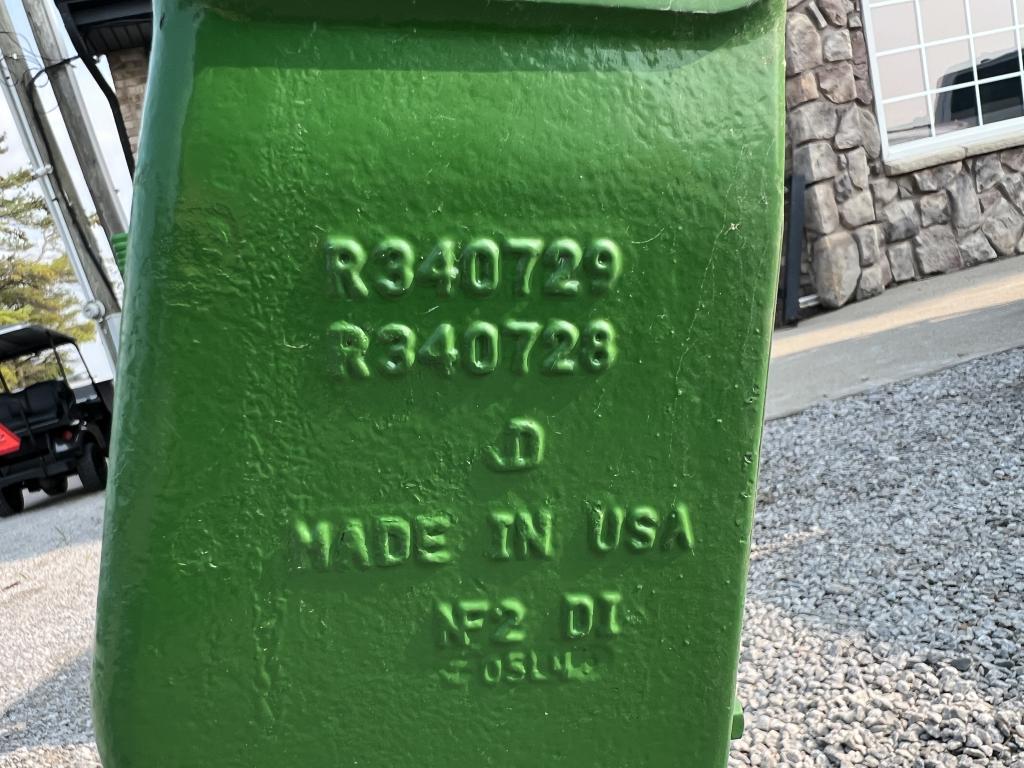 R340729
R340728
JD
MADE IN USA
NF2 DI